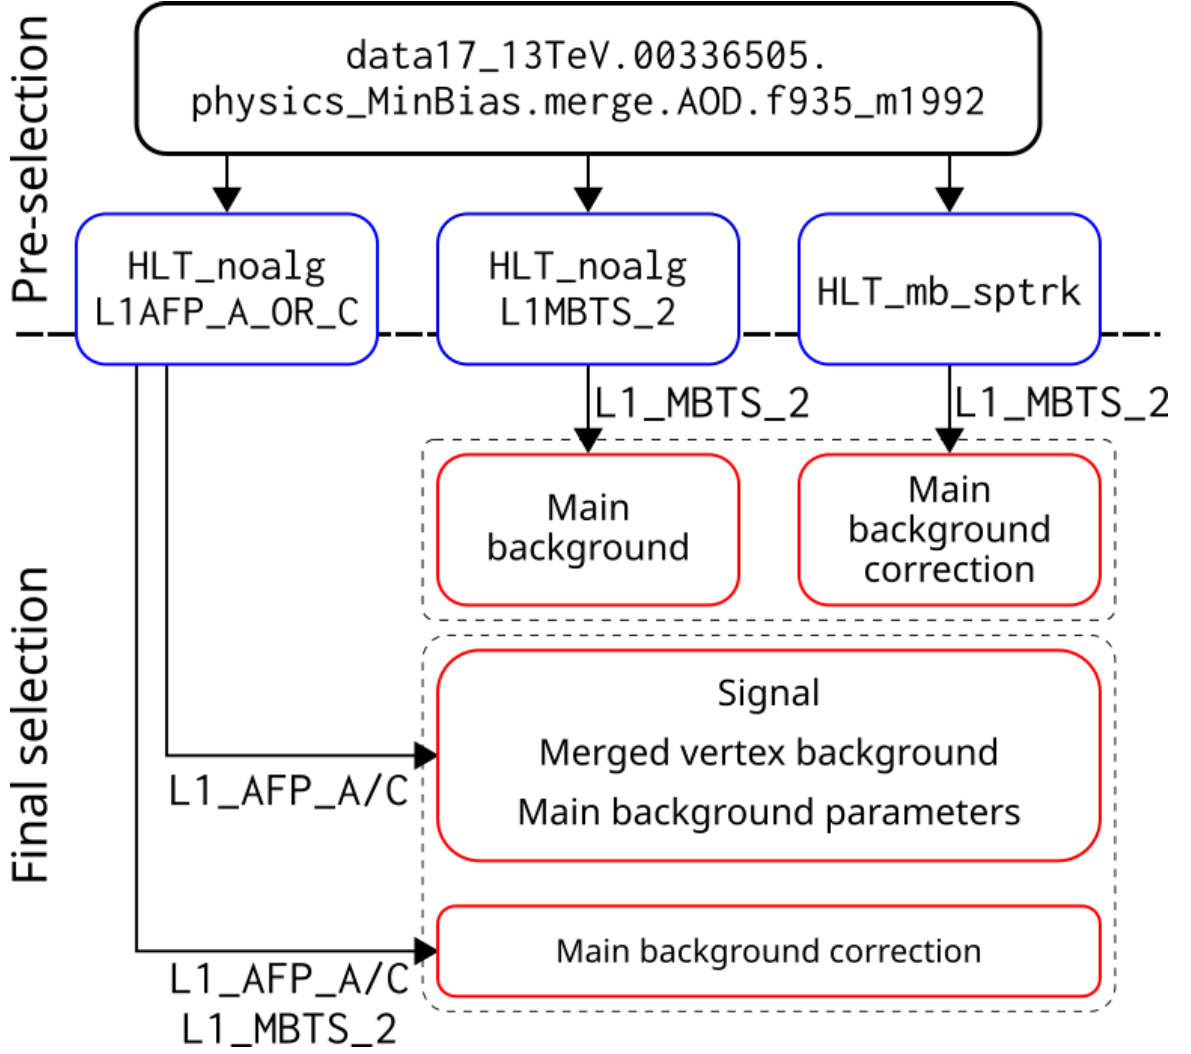 Pre-selection
data17_13TeV.00336505.
physics_MinBias.merge.AOD.f935_m1992
HLT_noalg
L1AFP_A_OR_C
HLT_noalg
L1MBTS_2
HLT_mb_sptrk
L1_MBTS_2
L1_MBTS_2
Final selection
Main
background
Main
background
correction
Signal
Merged vertex background
Main background parameters
L1_AFP_A/C
Main background correction
L1_AFP_A/C
L1_MBTS_2